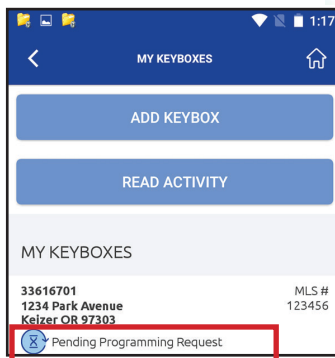 1:17
MY KEYBOXES
ADD KEYBOX
READ ACTIVITY
MY KEYBOXES
33616701 MLS #
1234 Park Avenue 123456
Keizer OR 97303
Pending Programming Request